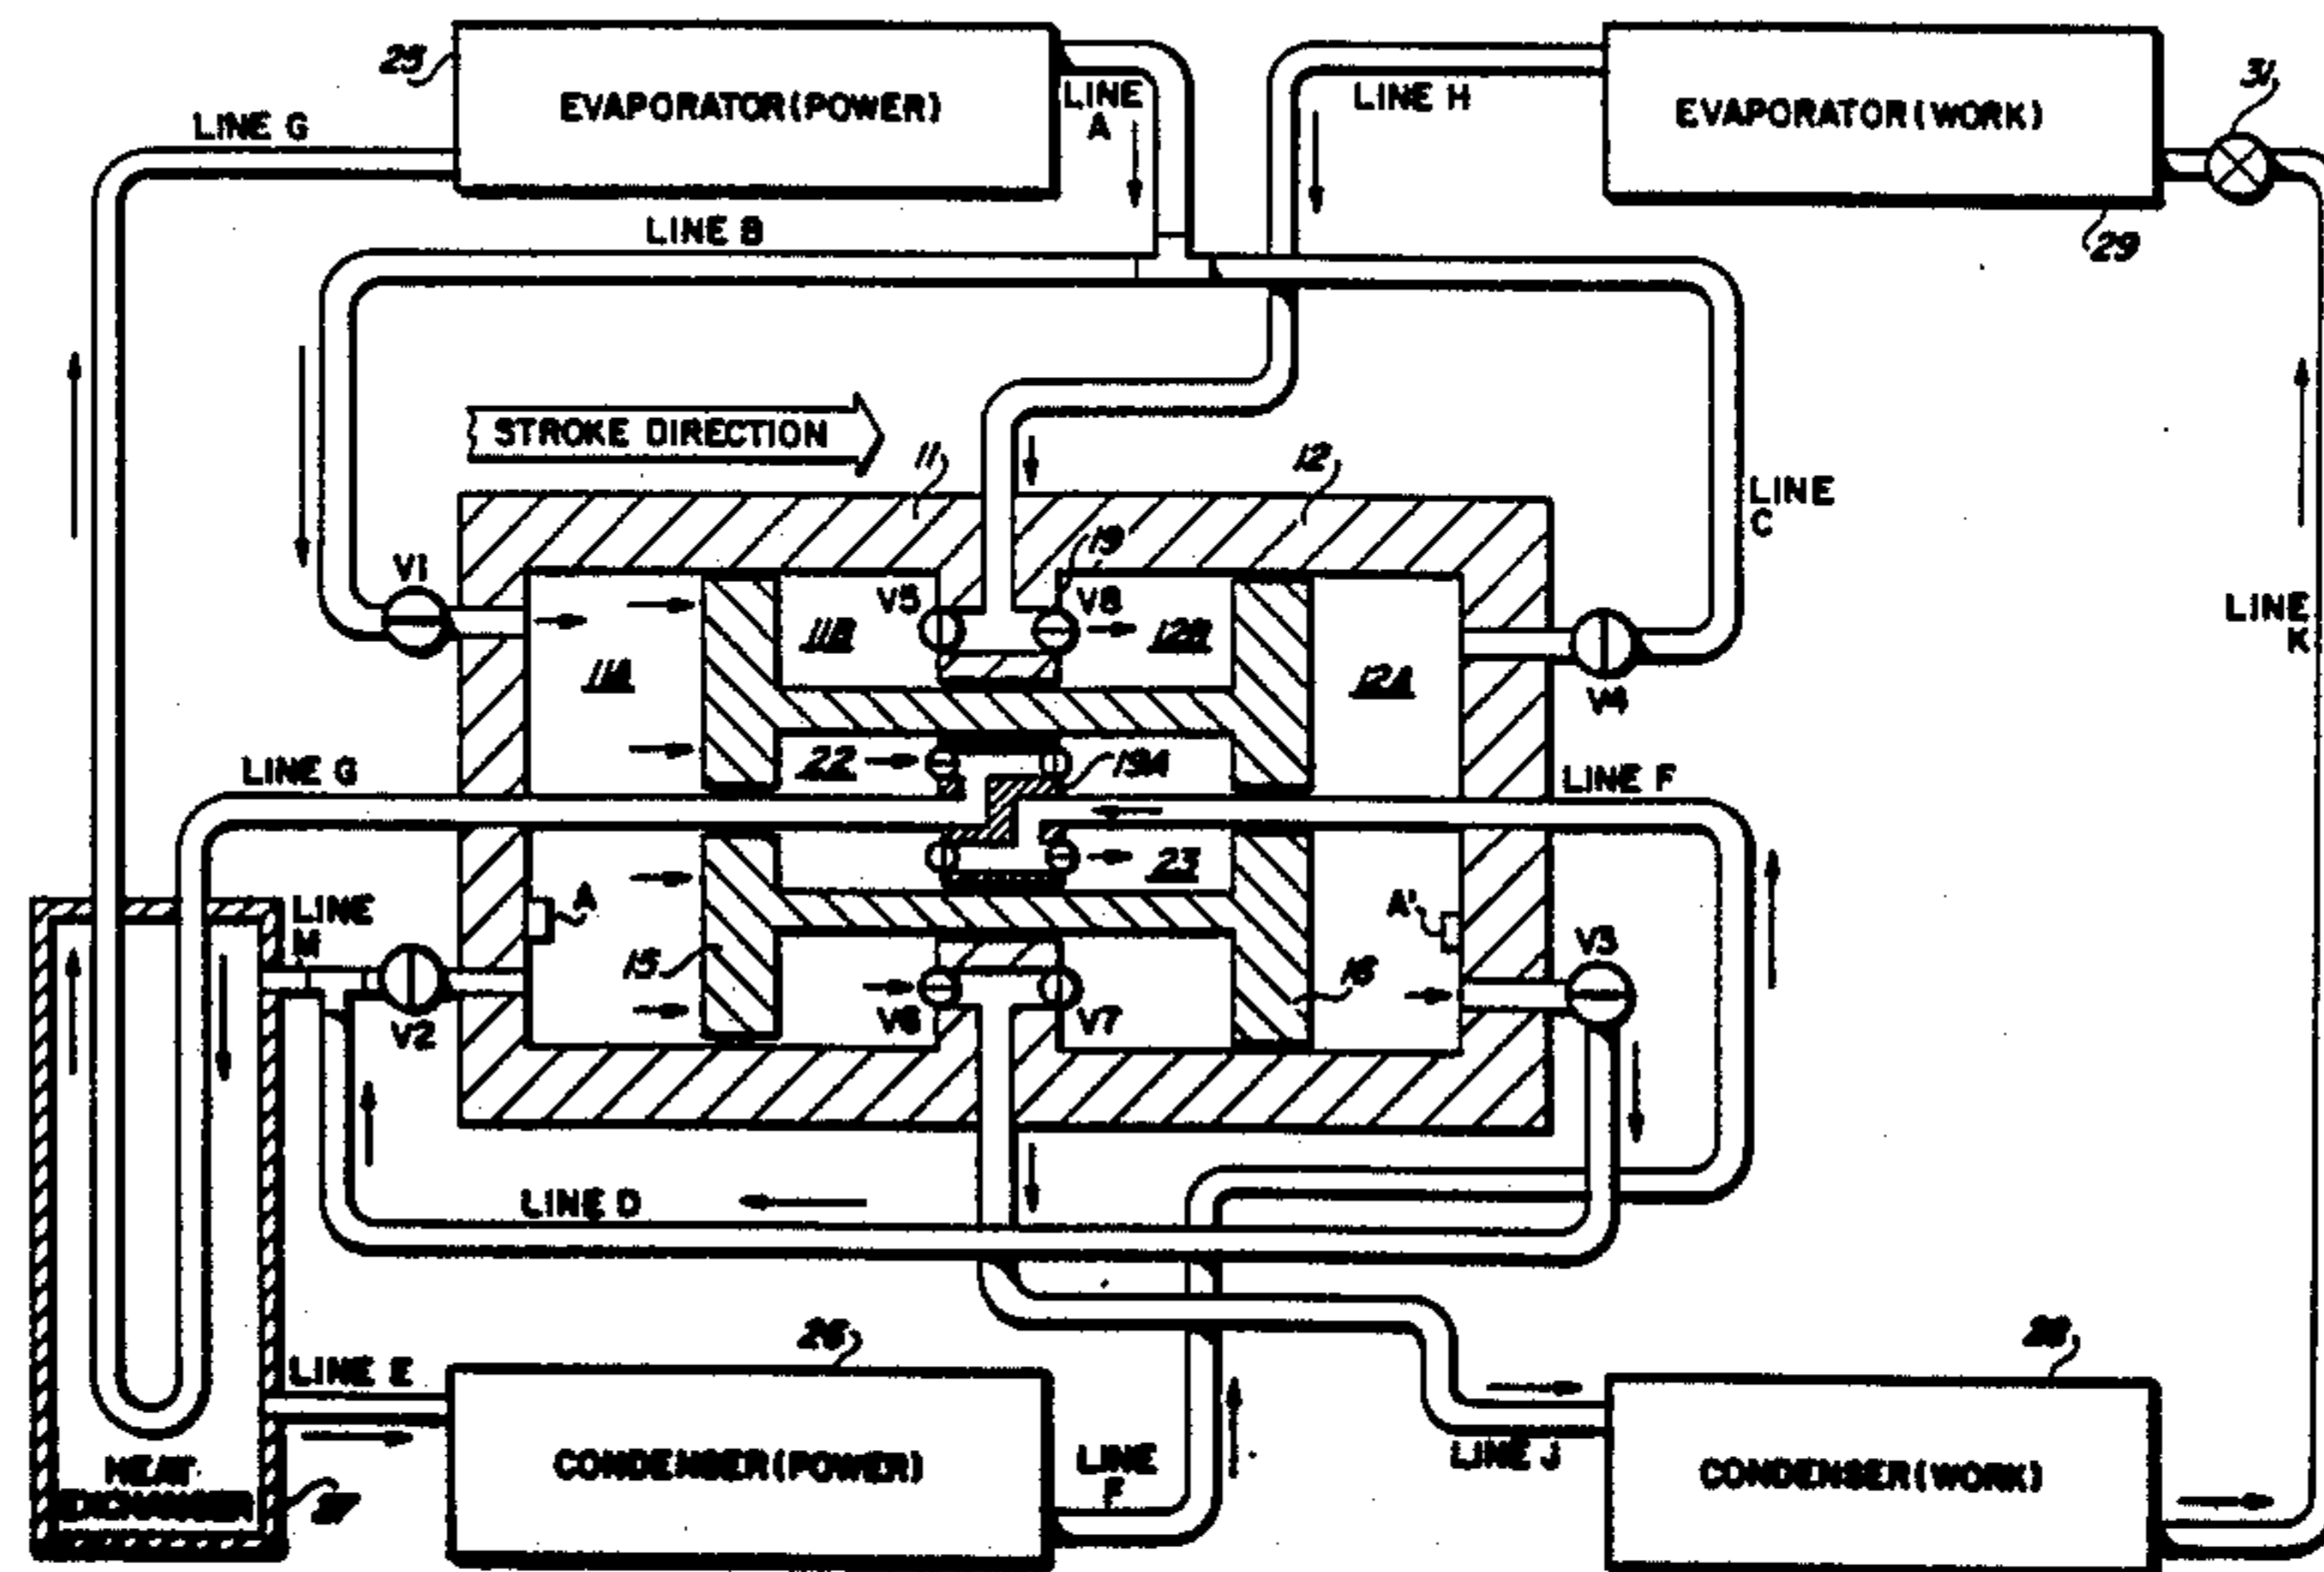 25
EVAPORATOR (POWER)
LINE A
LINE H
EVAPORATOR (WORK)
31
29
LINE G
LINE B
STROKE DIRECTION
11
12
LINE C
LINE K
V1
V5
19
V8
11A
11B
12B
12A
V4
22
19A
LINE G
LINE F
23
A
A'
LINE M
V2
15
V6
V7
16
V3
LINE D
26
LINE E
CONDENSER (POWER)
LINE F
LINE J
CONDENSER (WORK)
HEAT
27